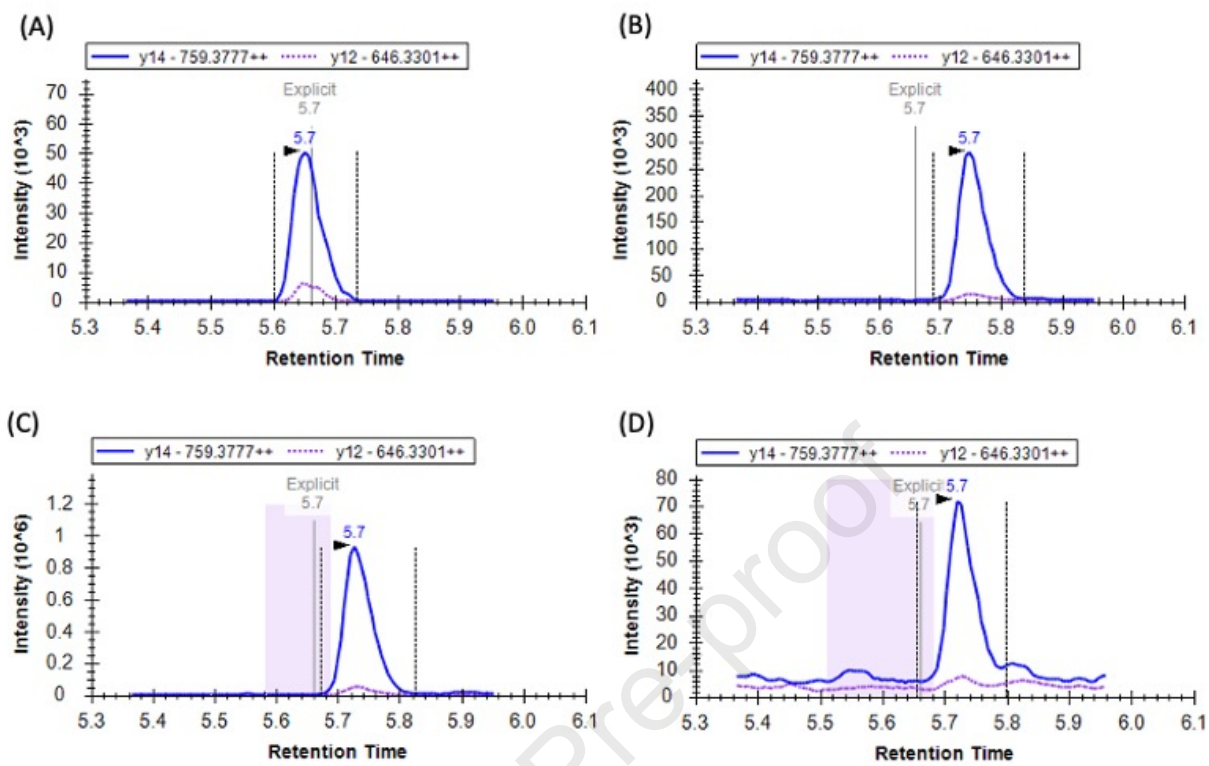 (A)
y14 - 759.3777++ y12 - 646.3301++
Explicit
5.7
5.7
Intensity (10^3)
70
60
50
40
30
20
10
0
5.3 5.4 5.5 5.6 5.7 5.8 5.9 6.0 6.1
Retention Time
(B)
y14 - 759.3777++ y12 - 646.3301++
Explicit
5.7
5.7
Intensity (10^3)
400
350
300
250
200
150
100
50
0
5.3 5.4 5.5 5.6 5.7 5.8 5.9 6.0 6.1
Retention Time
(C)
y14 - 759.3777++ y12 - 646.3301++
Explicit
5.7
5.7
Intensity (10^6)
1.2
1
0.8
0.6
0.4
0.2
0
5.3 5.4 5.5 5.6 5.7 5.8 5.9 6.0 6.1
Retention Time
(D)
y14 - 759.3777++ y12 - 646.3301++
Explicit 5.7
5.7
Intensity (10^3)
80
70
60
50
40
30
20
10
0
5.3 5.4 5.5 5.6 5.7 5.8 5.9 6.0 6.1
Retention Time
Pre-proof